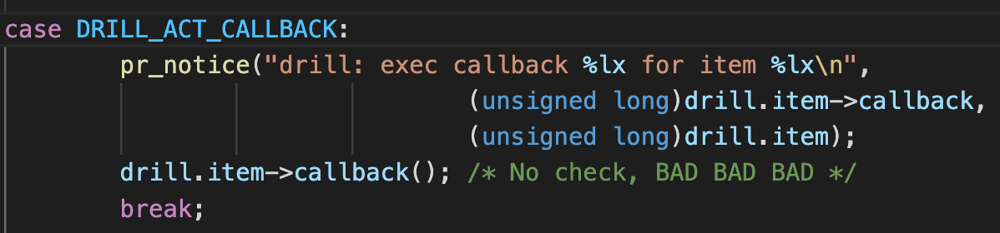 case DRILL_ACT_CALLBACK:
pr_notice("drill: exec callback %lx for item %lx\n",
(unsigned long)drill.item->callback,
(unsigned long)drill.item);
drill.item->callback(); /* No check, BAD BAD BAD */
break;